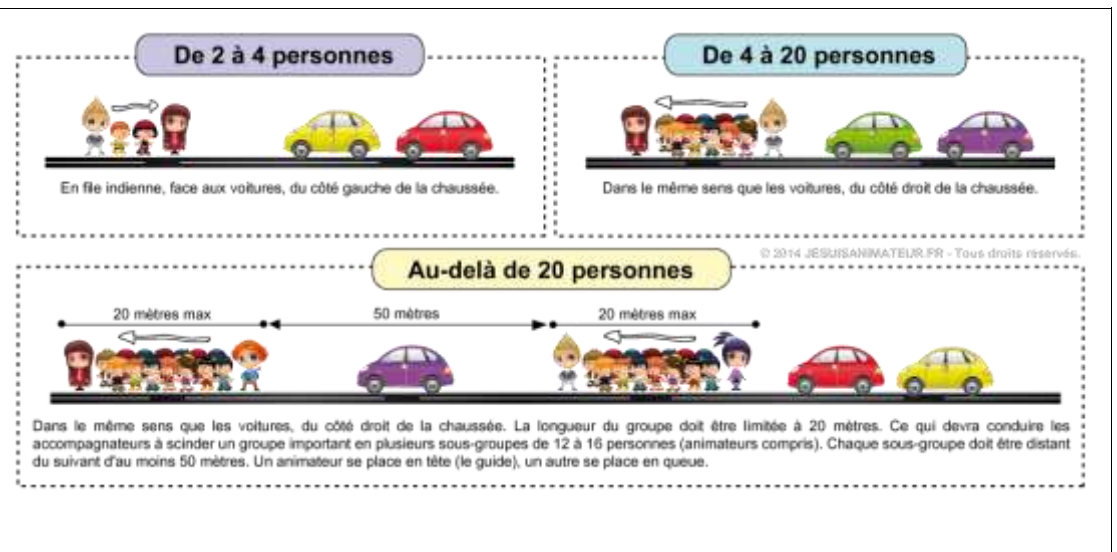 De 2 à 4 personnes
En file indienne, face aux voitures, du côté gauche de la chaussée.
De 4 à 20 personnes
Dans le même sens que les voitures, du côté droit de la chaussée.
© 2014 JESUISANIMATEUR.FR - Tous droits réservés.
Au-delà de 20 personnes
20 mètres max
50 mètres
20 mètres max
Dans le même sens que les voitures, du côté droit de la chaussée. La longueur du groupe doit être limitée à 20 mètres. Ce qui devra conduire les
accompagnateurs à scinder un groupe important en plusieurs sous-groupes de 12 à 16 personnes (animateurs compris). Chaque sous-groupe doit être distant
du suivant d'au moins 50 mètres. Un animateur se place en tête (le guide), un autre se place en queue.